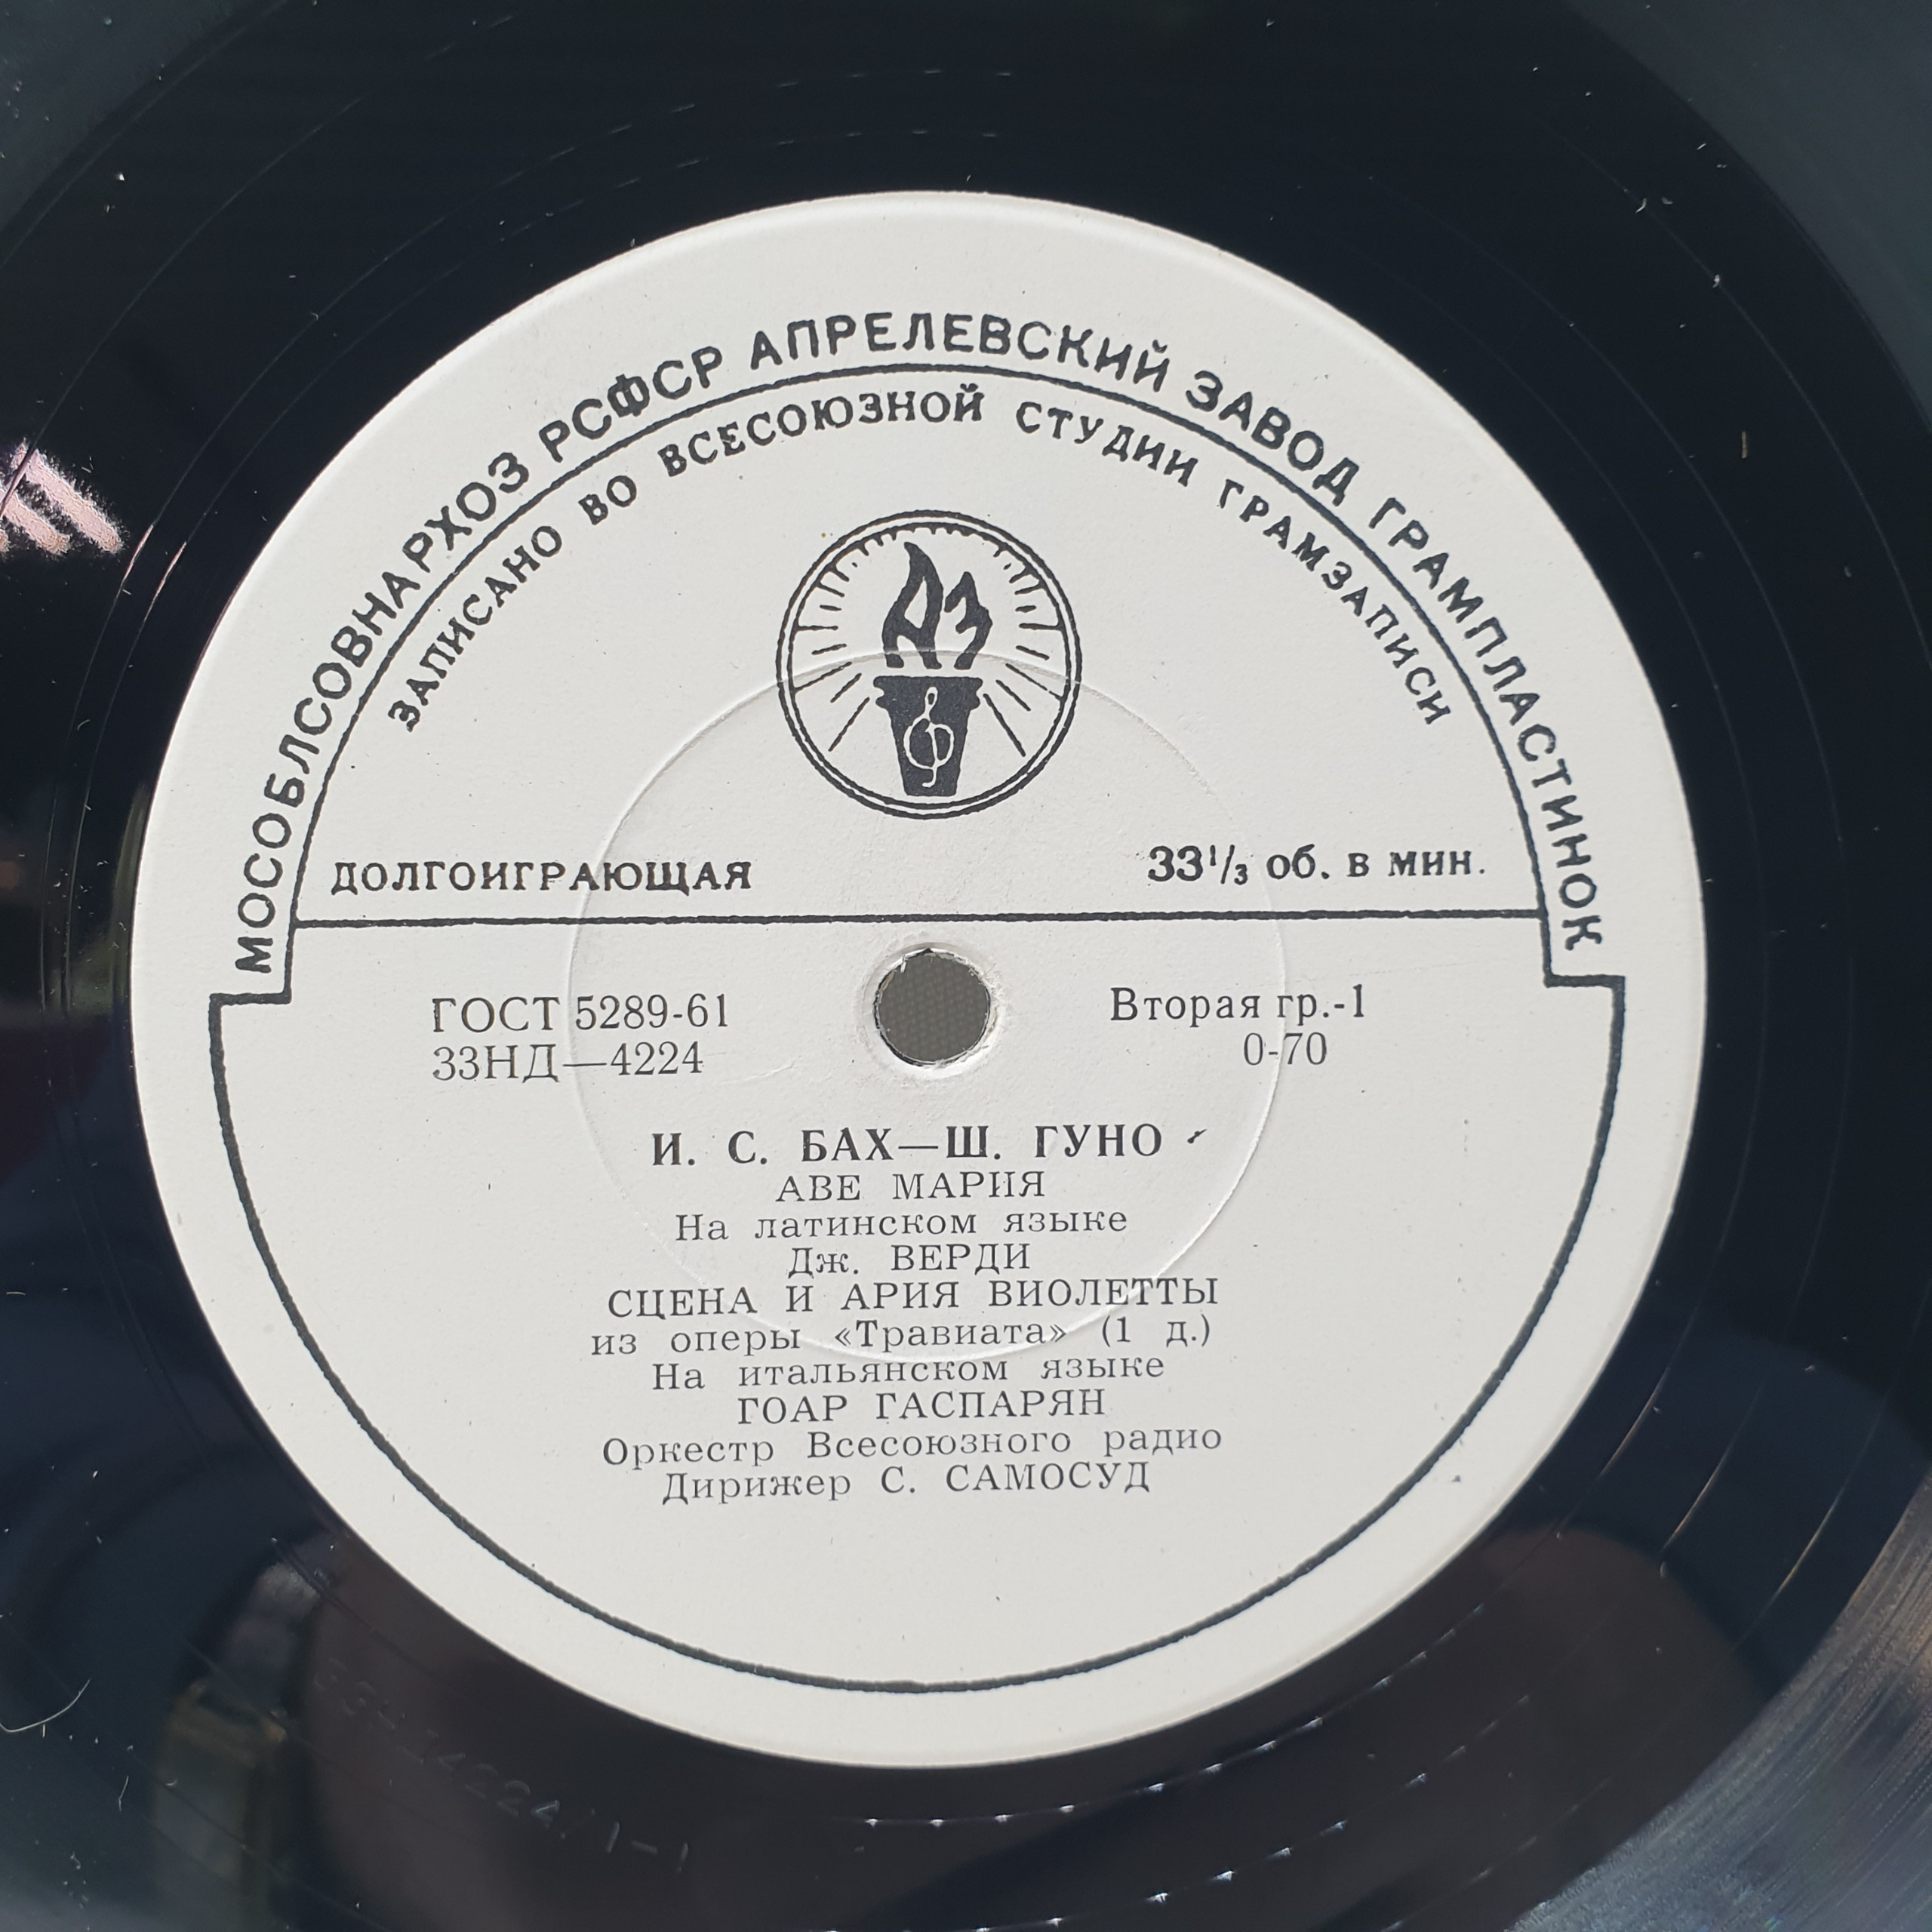 МОСОБЛСОВНАРХОЗ РСФСР АПРЕЛЕВСКИЙ ЗАВОД ГРАМПЛАСТИНОК
ЗАПИСАНО ВО ВСЕСОЮЗНОЙ СТУДИИ ГРАМЗАПИСИ
ДОЛГОИГРАЮЩАЯ 33⅓ об. в мин.
ГОСТ 5289-61 Вторая гр.-1
33НД—4224 0-70
И. С. БАХ—Ш. ГУНО
АВЕ МАРИЯ
На латинском языке
Дж. ВЕРДИ
СЦЕНА И АРИЯ ВИОЛЕТТЫ
из оперы «Травиата» (1 д.)
На итальянском языке
ГОАР ГАСПАРЯН
Оркестр Всесоюзного радио
Дирижер С. САМОСУД